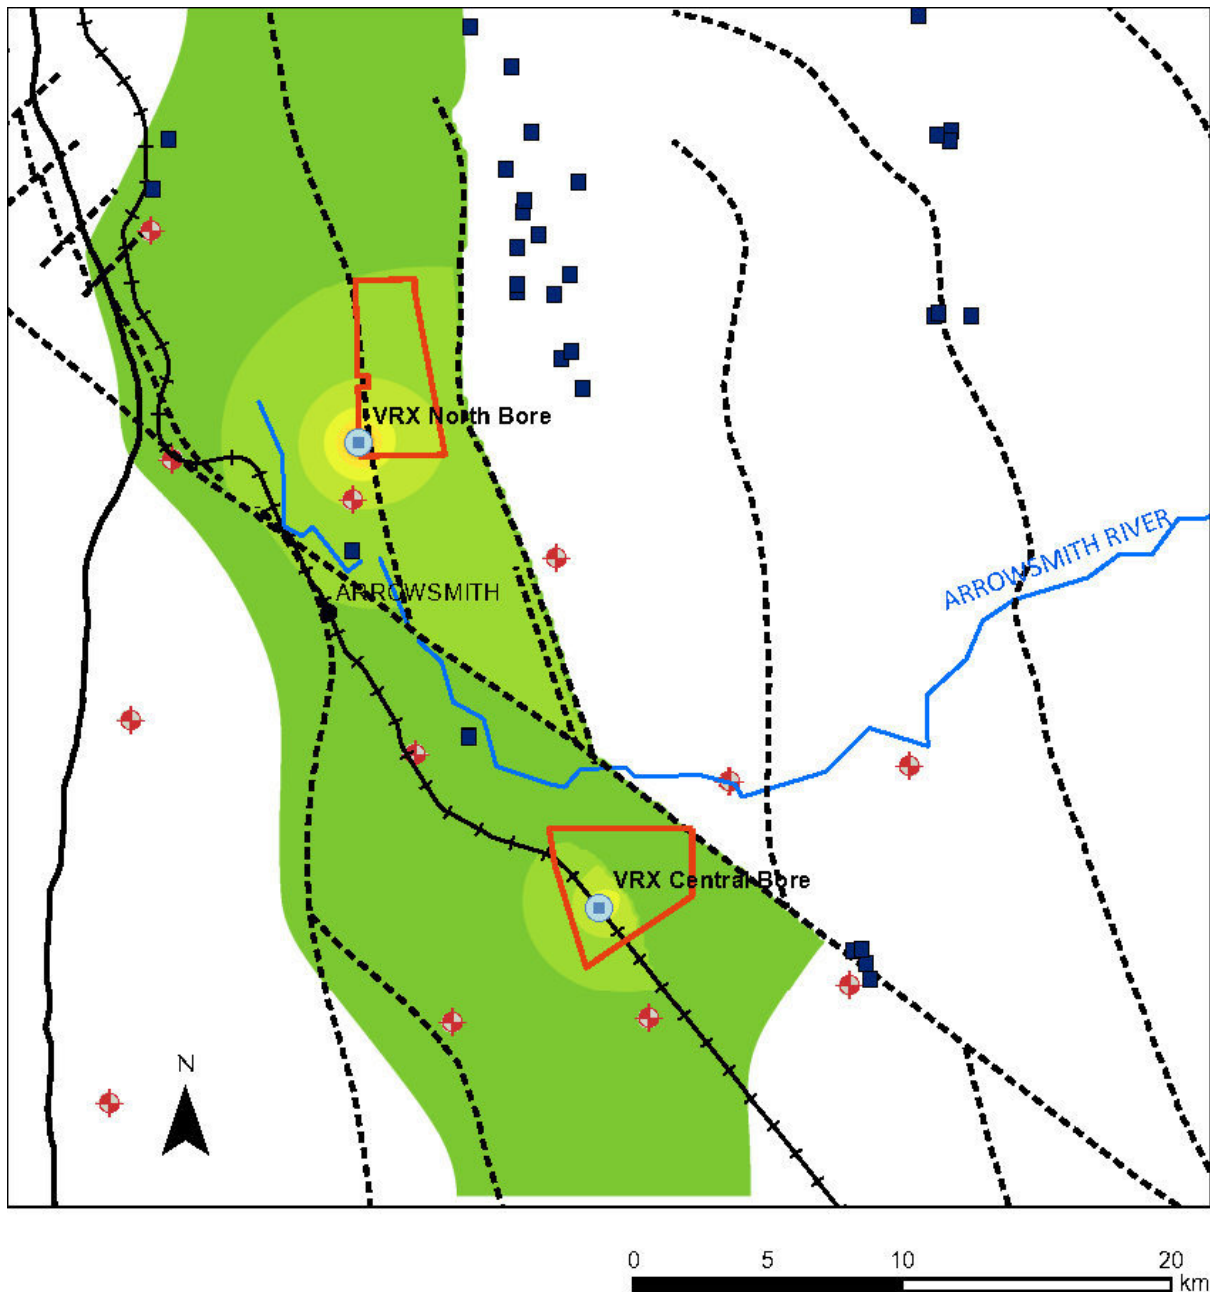 VRX North Bore
ARROWSMITH RIVER
ARROWSMITH
VRX Central Bore
N
0 5 10 20
km